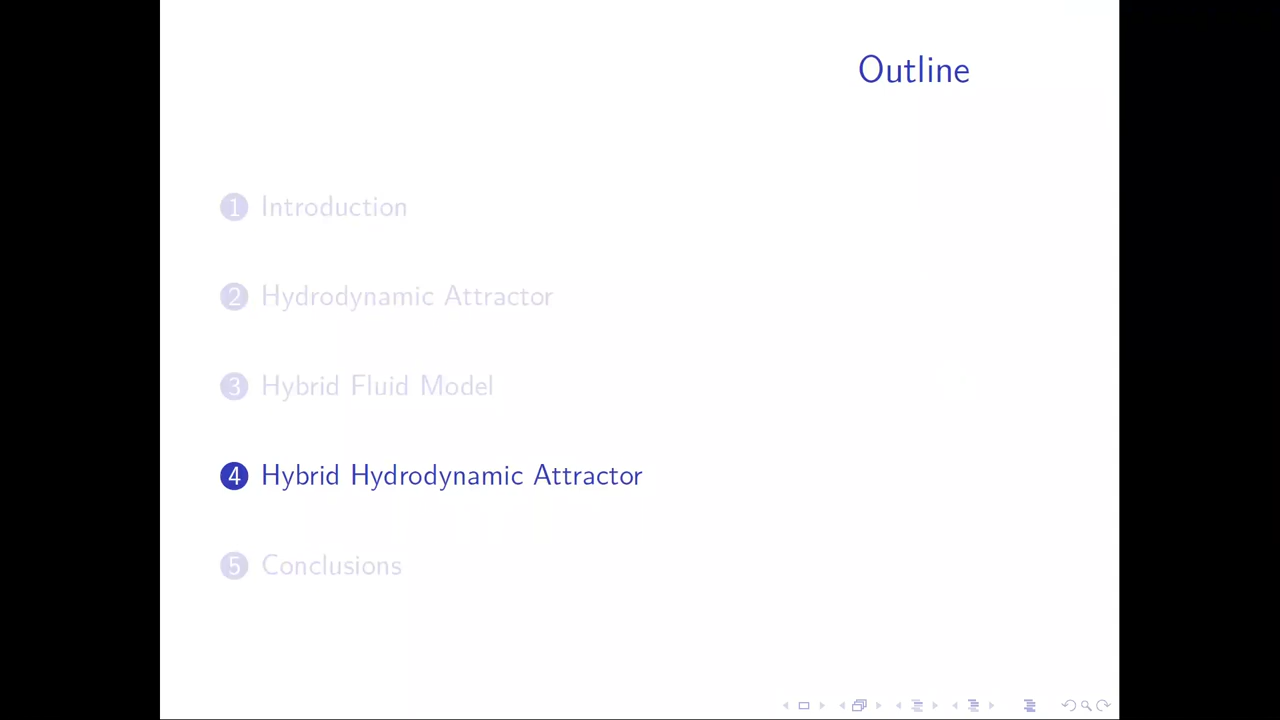 Outline
1 Introduction
2 Hydrodynamic Attractor
3 Hybrid Fluid Model
4 Hybrid Hydrodynamic Attractor
5 Conclusions